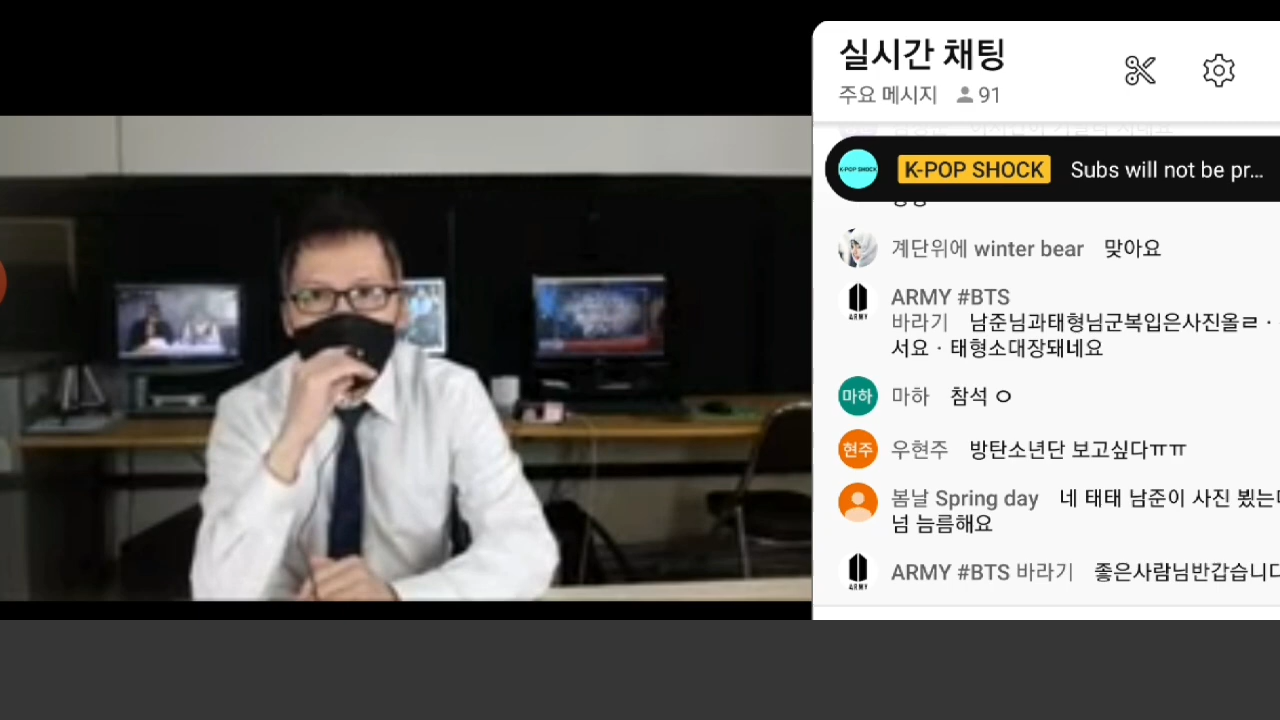 실시간 채팅
주요 메시지 91
K-POP SHOCK Subs will not be pr...
계단위에 winter bear 맞아요
ARMY #BTS
바라기 남준님과태형님군복입은사진올ㄹ ·
서요 · 태형소대장돼네요
마하 마하 참석 ㅇ
현주 우현주 방탄소년단 보고싶다ㅠㅠ
봄날 Spring day 네 태태 남준이 사진 봤는데
넘 늠름해요
ARMY #BTS 바라기 좋은사람님반갑습니다